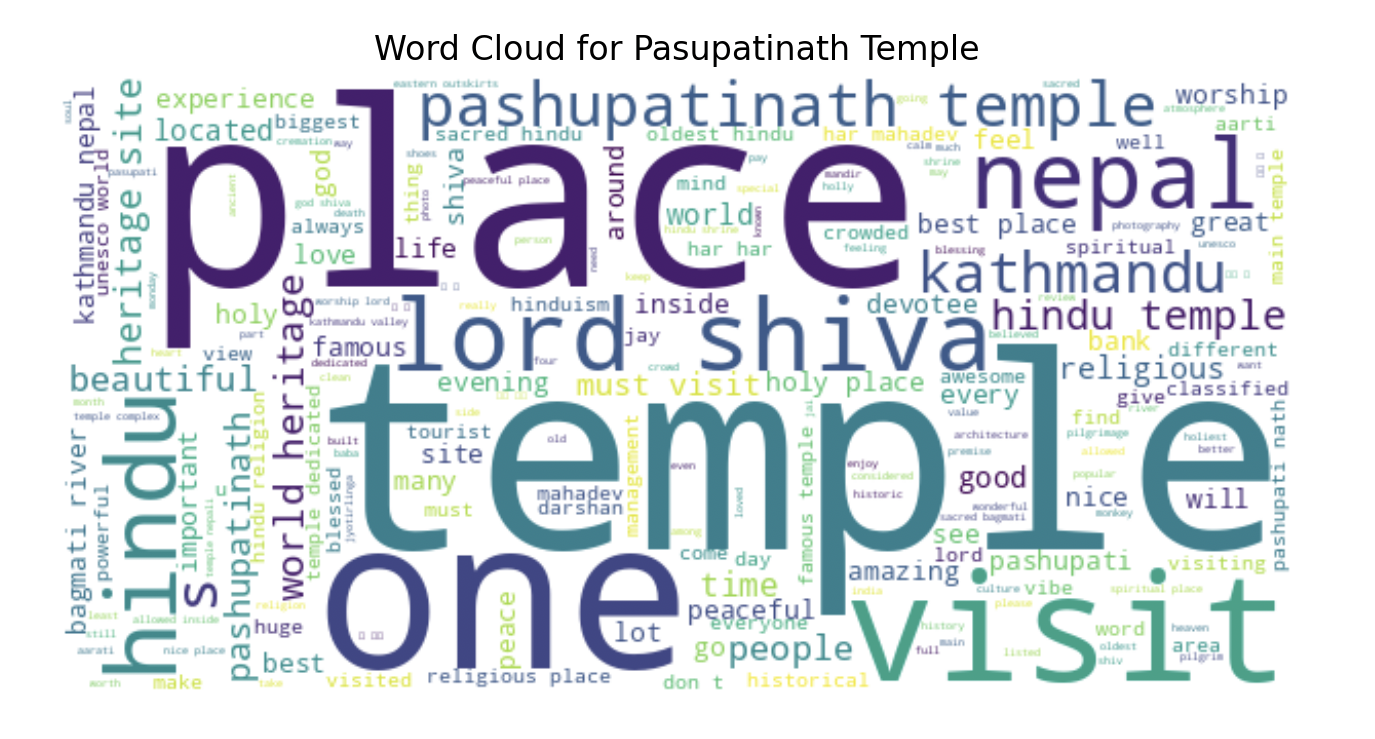 Word Cloud for Pasupatinath Temple
eastern outskirts
sacred
soul
kathmandu nepal
heritage site
experience
place
pashupatinath temple
going
worship
atmosphere
located
biggest
aarti
sacred hindu
oldest hindu
har mahadev
feel
nepal
well
cremation
way
calm
much
unesco world
pasupati
god
thing
shoes
shiva
around
pay
shrine
may
main temple
ancient
peaceful place
mind
special
mandir
holly
photo
god shiva
death
world
known
best place
photography
great
always
hindu shrine
crowded
love
life
person
har har
feeling
blessing
spiritual
unesco
need
monday
keep
kathmandu
holy
world heritage
worship lord
lord shiva
really
hinduism
inside
devotee
review
hindu temple
part
kathmandu valley
jay
believed
bank
heart
view
famous
four
different
dedicated
crowd
religious
want
beautiful
clean
evening
must visit
holy place
awesome
every
temple
give
classified
month
temple complex
hindu
side
value
find
river
jai
bagmati river
important
pashupatinath
hindu religion
temple dedicated
built
baba
tourist
site
old
management
famous temple
architecture
premise
pilgrimage
holiest
better
allowed
pashupati nath
even
enjoy
considered
good
popular
powerful
s
c
temple nepali
blessed
jyotirlinga
many
must
mahadev
darshan
loved
historic
wonderful
sacred bagmati
nice
monkey
will
among
see
one
come
day
lord
pashupati
visiting
amazing
time
india
culture
vibe
spiritual place
visit
least
allowed inside
religion
peace
peaceful
please
still
huge
lot
everyone
history
word
heaven
aarati
nice place
best
go
people
main
full
listed
oldest
shiv
area
pilgrim
worth
make
take
visited
religious place
don t
historical